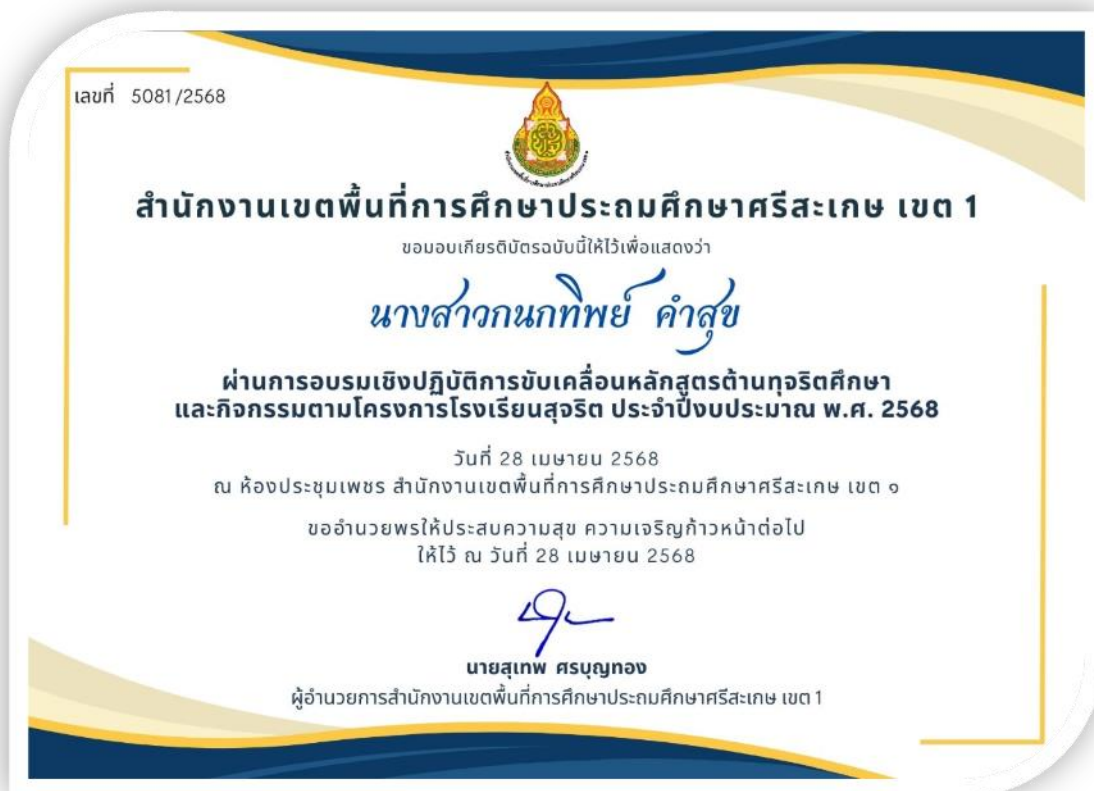 เลขที่ 5081/2568
สำนักงานเขตพื้นที่การศึกษาประถมศึกษาศรีสะเกษ เขต 1
ขอมอบเกียรติบัตรฉบับนี้ให้ไว้เพื่อแสดงว่า
นางสาวกนกทิพย์ คำสุข
ผ่านการอบรมเชิงปฏิบัติการขับเคลื่อนหลักสูตรต้านทุจริตศึกษา
และกิจกรรมตามโครงการโรงเรียนสุจริต ประจำปีงบประมาณ พ.ศ. 2568
วันที่ 28 เมษายน 2568
ณ ห้องประชุมเพชร สำนักงานเขตพื้นที่การศึกษาประถมศึกษาศรีสะเกษ เขต ๑
ขออำนวยพรให้ประสบความสุข ความเจริญก้าวหน้าต่อไป
ให้ไว้ ณ วันที่ 28 เมษายน 2568
นายสุเทพ ศรบุญทอง
ผู้อำนวยการสำนักงานเขตพื้นที่การศึกษาประถมศึกษาศรีสะเกษ เขต 1